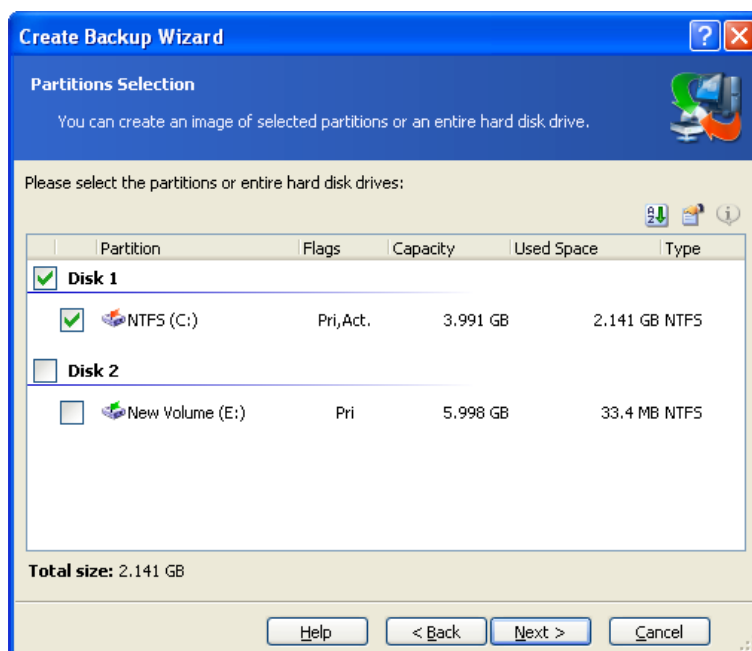 Create Backup Wizard
Partitions Selection
You can create an image of selected partitions or an entire hard disk drive.
Please select the partitions or entire hard disk drives:
Partition Flags Capacity Used Space Type
Disk 1
NTFS (C:) Pri,Act. 3.991 GB 2.141 GB NTFS
Disk 2
New Volume (E:) Pri 5.998 GB 33.4 MB NTFS
Total size: 2.141 GB
Help < Back Next > Cancel